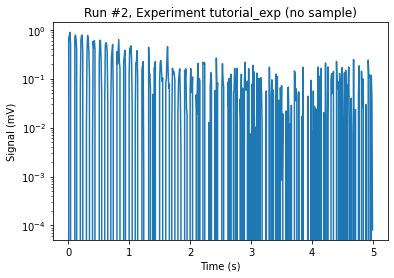 Run #2, Experiment tutorial_exp (no sample)
Signal (mV)
10⁰
10⁻¹
10⁻²
10⁻³
10⁻⁴
0 1 2 3 4 5
Time (s)